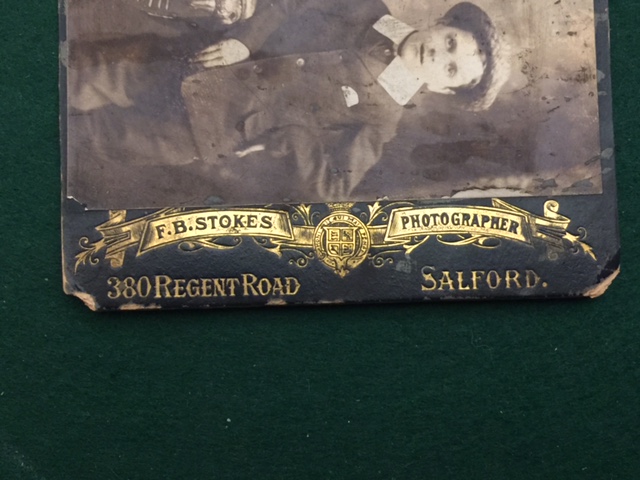 F.B. STOKES PHOTOGRAPHER
380 REGENT ROAD SALFORD.